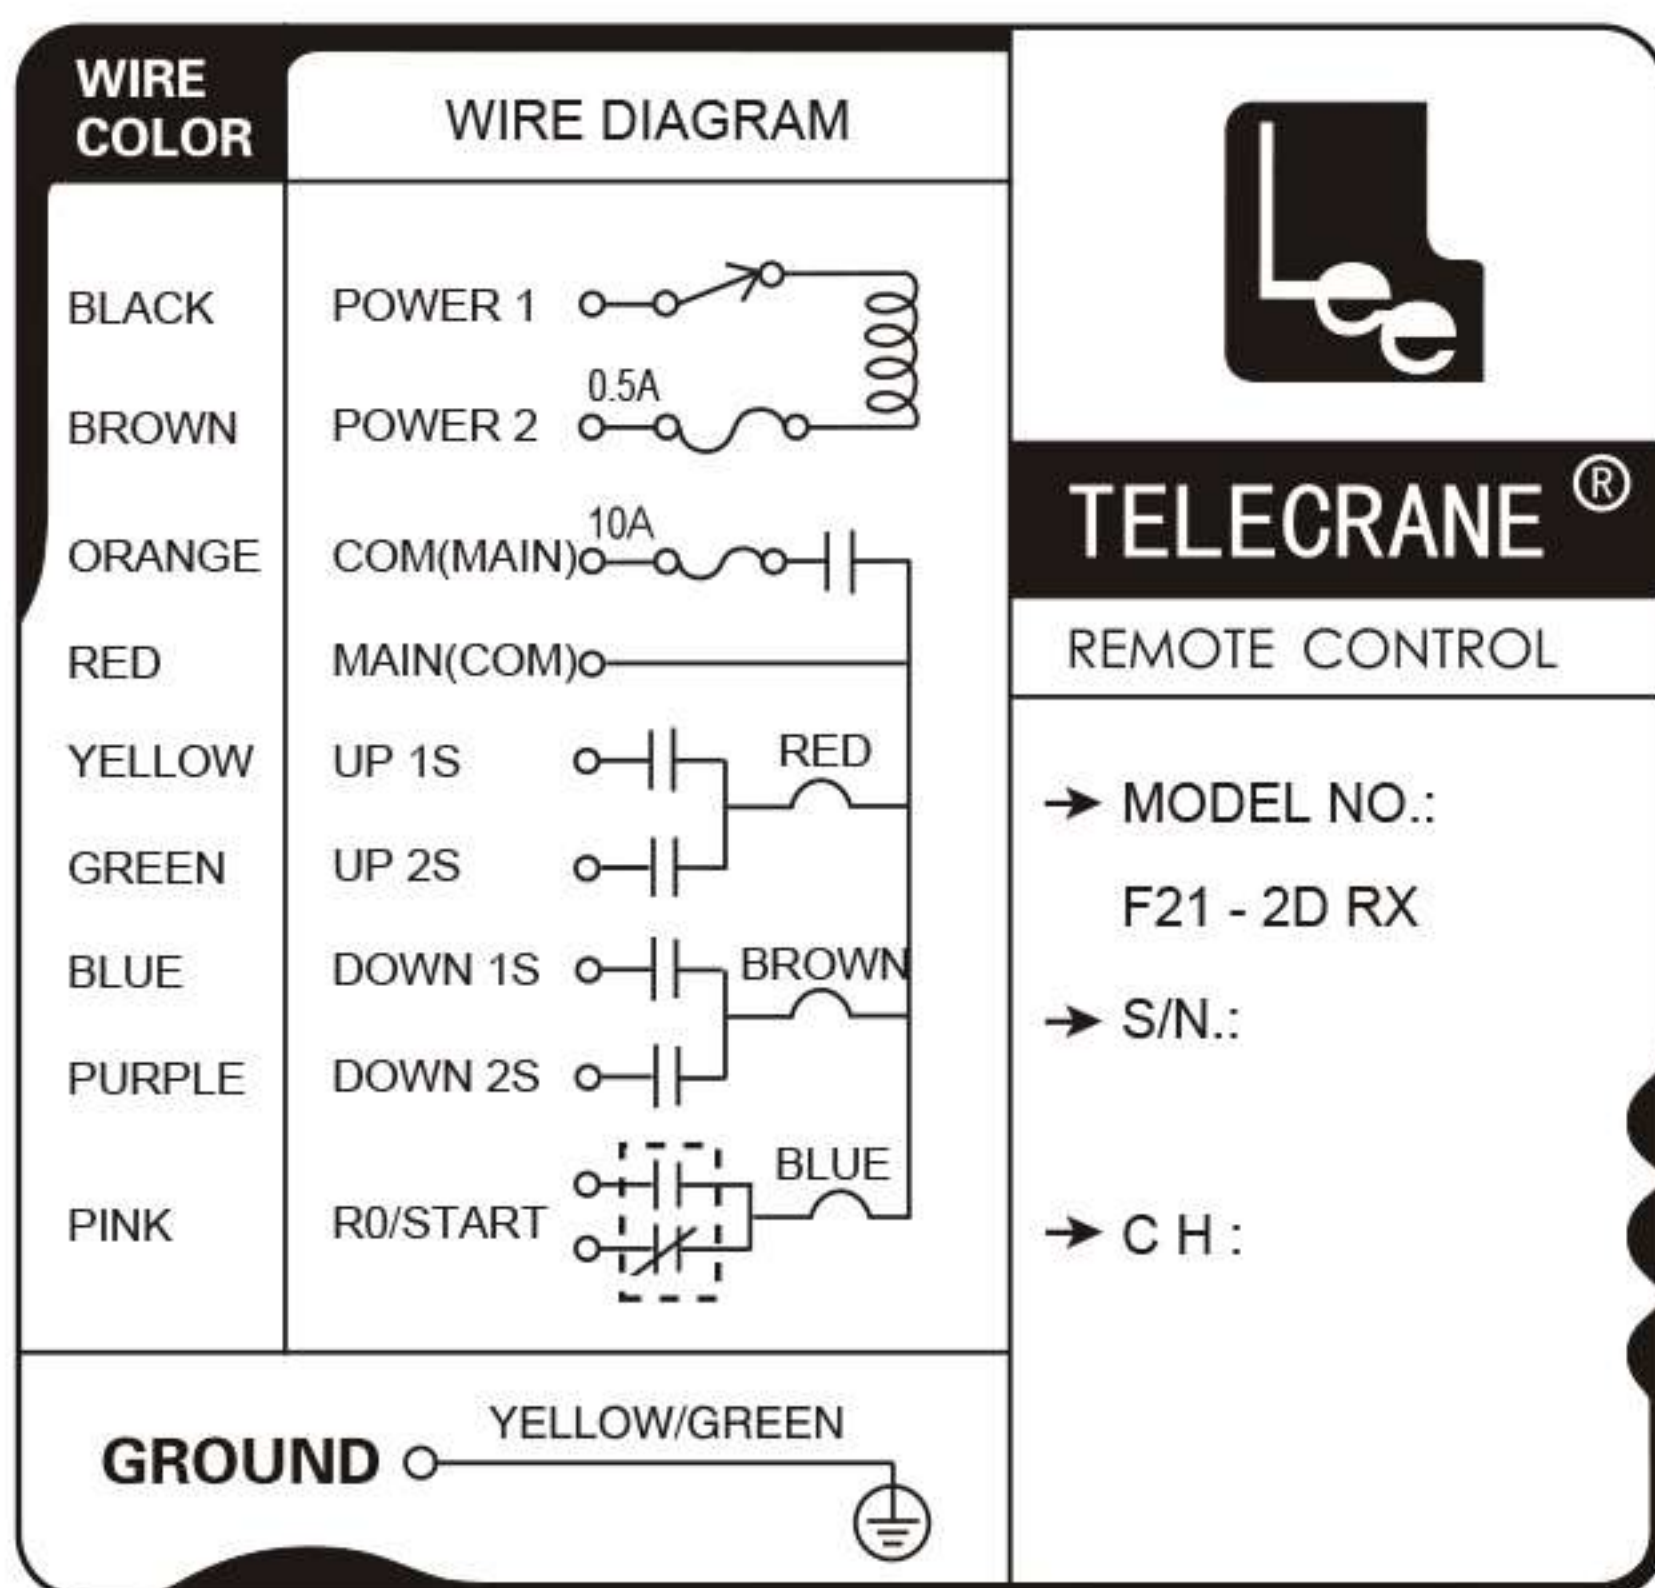 WIRE
COLOR
WIRE DIAGRAM
BLACK POWER 1
0.5A
BROWN POWER 2
10A
ORANGE COM(MAIN)
RED MAIN(COM)
YELLOW UP 1S RED
GREEN UP 2S
BLUE DOWN 1S BROWN
PURPLE DOWN 2S
BLUE
PINK R0/START
YELLOW/GREEN
GROUND
Lee
TELECRANE ®
REMOTE CONTROL
→ MODEL NO.:
F21 - 2D RX
→ S/N.:
→ C H :